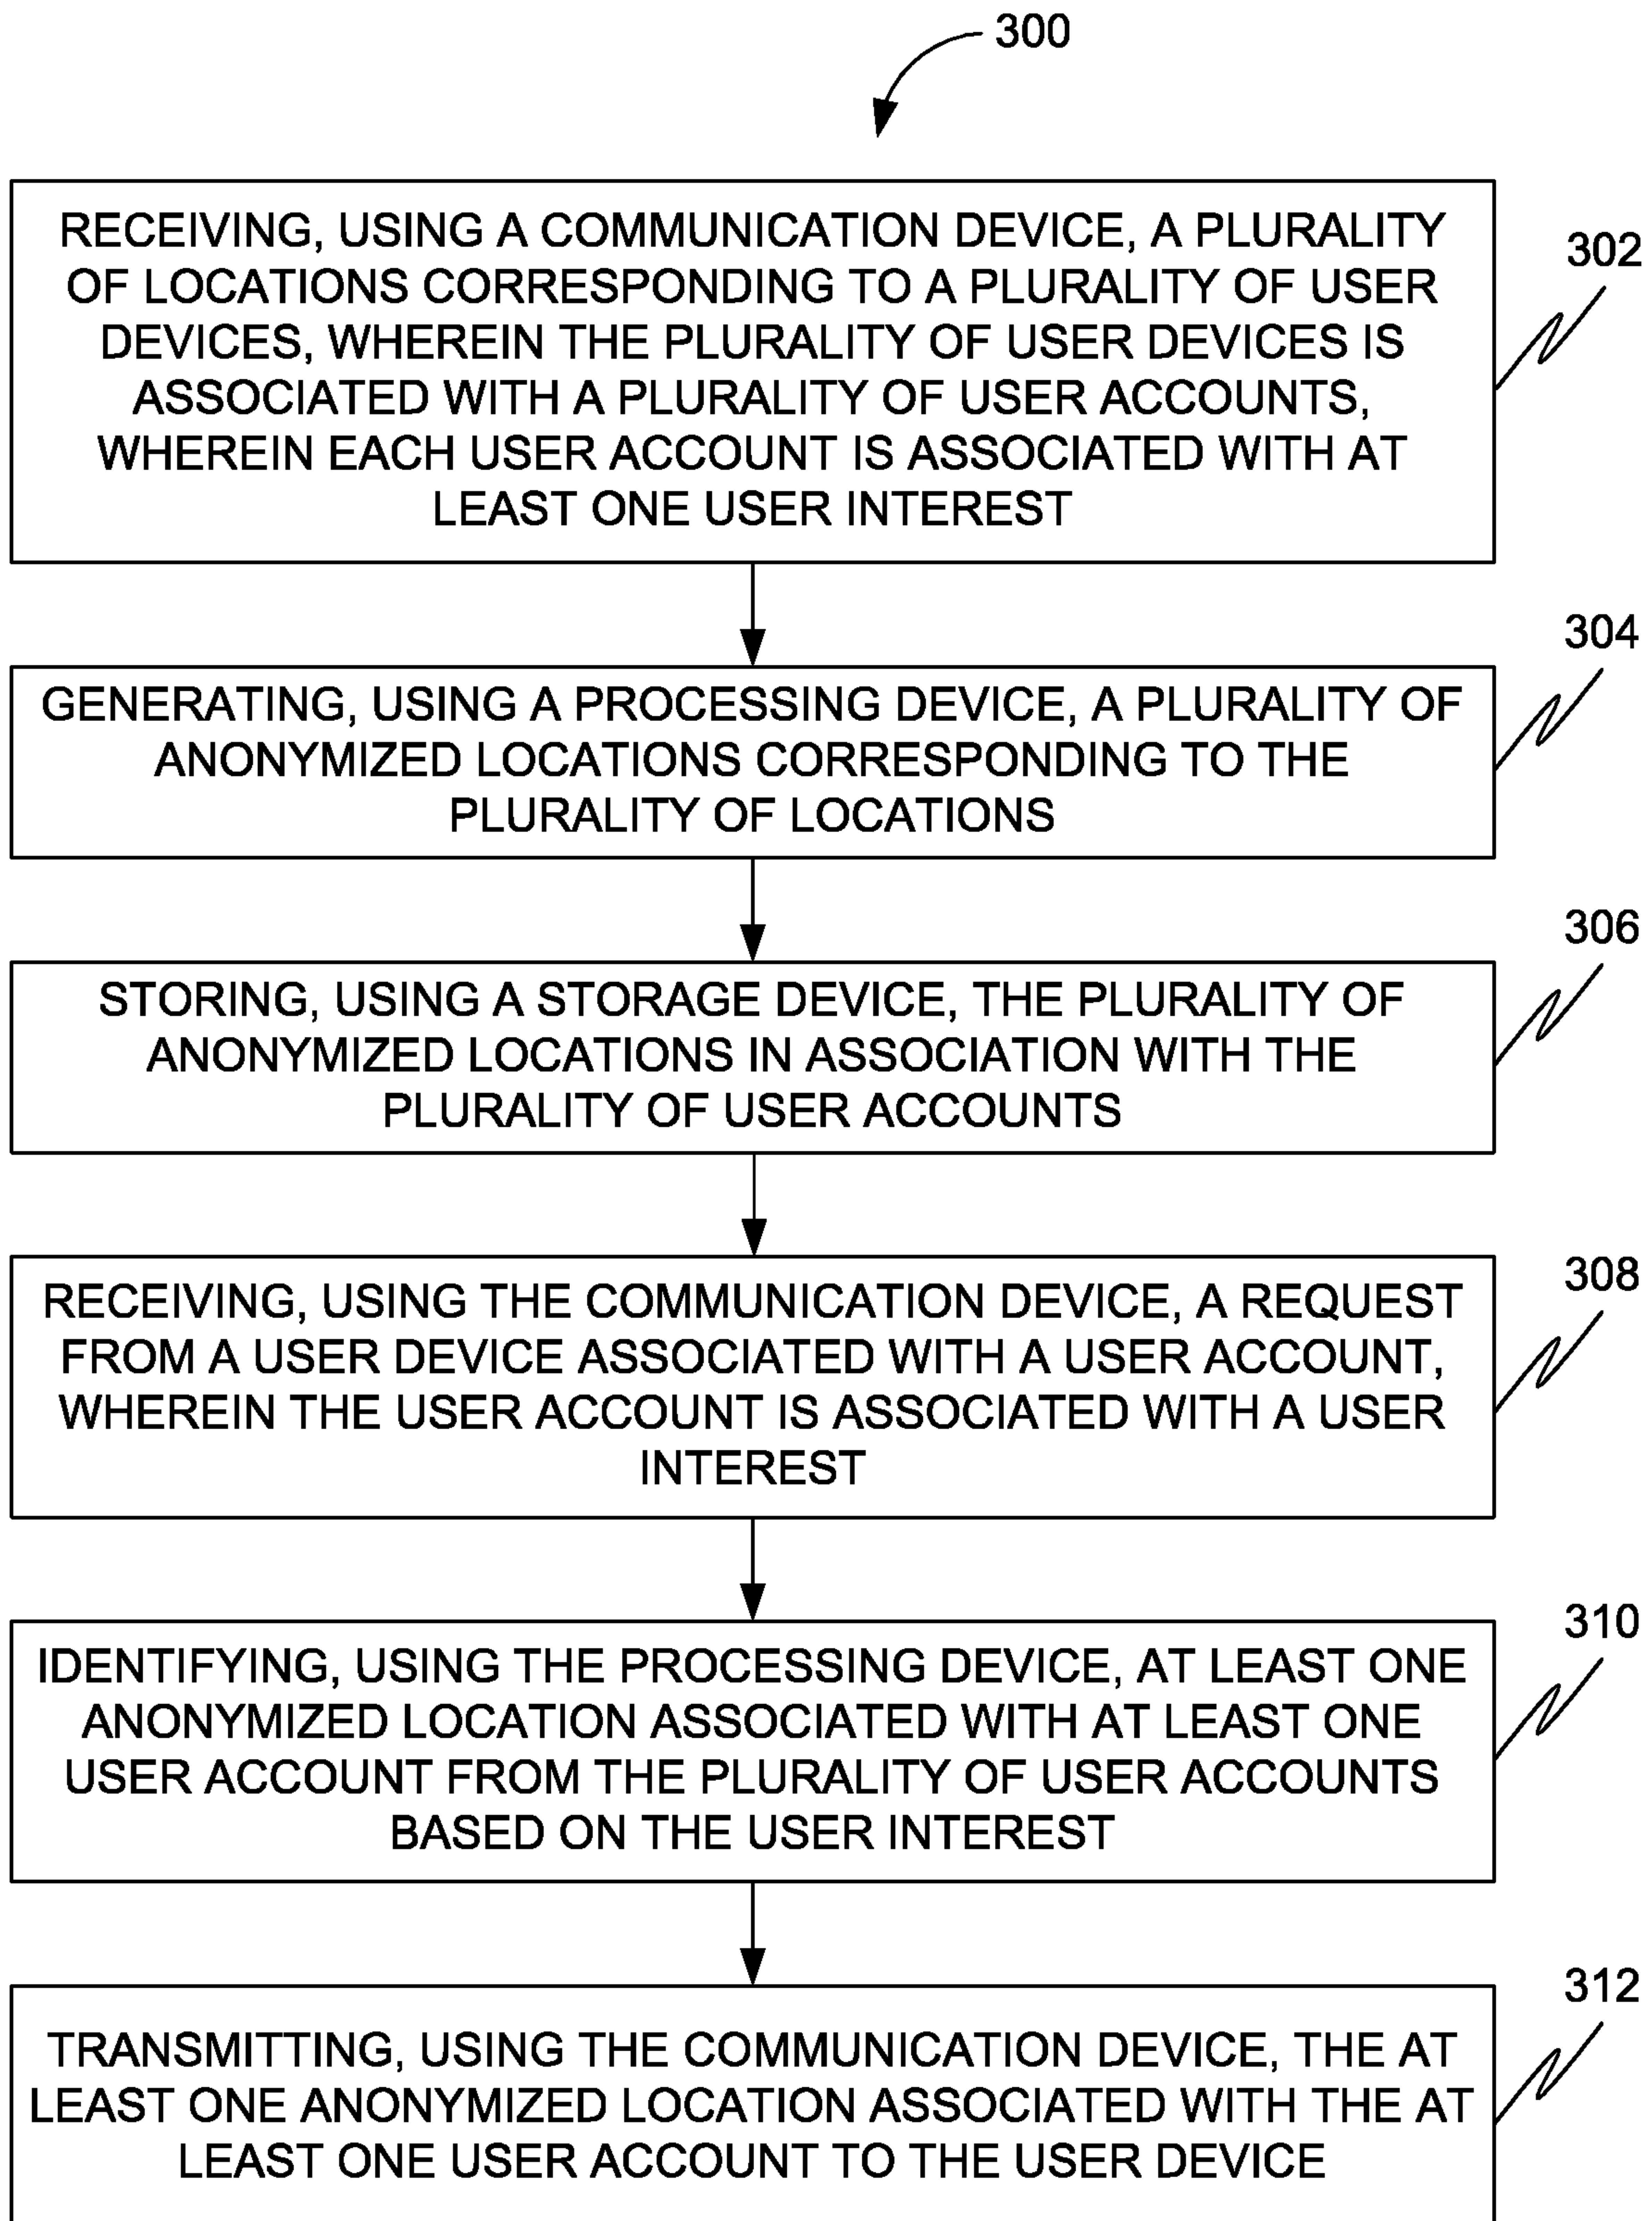 300
RECEIVING, USING A COMMUNICATION DEVICE, A PLURALITY
OF LOCATIONS CORRESPONDING TO A PLURALITY OF USER
DEVICES, WHEREIN THE PLURALITY OF USER DEVICES IS
ASSOCIATED WITH A PLURALITY OF USER ACCOUNTS,
WHEREIN EACH USER ACCOUNT IS ASSOCIATED WITH AT
LEAST ONE USER INTEREST
302
GENERATING, USING A PROCESSING DEVICE, A PLURALITY OF
ANONYMIZED LOCATIONS CORRESPONDING TO THE
PLURALITY OF LOCATIONS
304
STORING, USING A STORAGE DEVICE, THE PLURALITY OF
ANONYMIZED LOCATIONS IN ASSOCIATION WITH THE
PLURALITY OF USER ACCOUNTS
306
RECEIVING, USING THE COMMUNICATION DEVICE, A REQUEST
FROM A USER DEVICE ASSOCIATED WITH A USER ACCOUNT,
WHEREIN THE USER ACCOUNT IS ASSOCIATED WITH A USER
INTEREST
308
IDENTIFYING, USING THE PROCESSING DEVICE, AT LEAST ONE
ANONYMIZED LOCATION ASSOCIATED WITH AT LEAST ONE
USER ACCOUNT FROM THE PLURALITY OF USER ACCOUNTS
BASED ON THE USER INTEREST
310
TRANSMITTING, USING THE COMMUNICATION DEVICE, THE AT
LEAST ONE ANONYMIZED LOCATION ASSOCIATED WITH THE AT
LEAST ONE USER ACCOUNT TO THE USER DEVICE
312